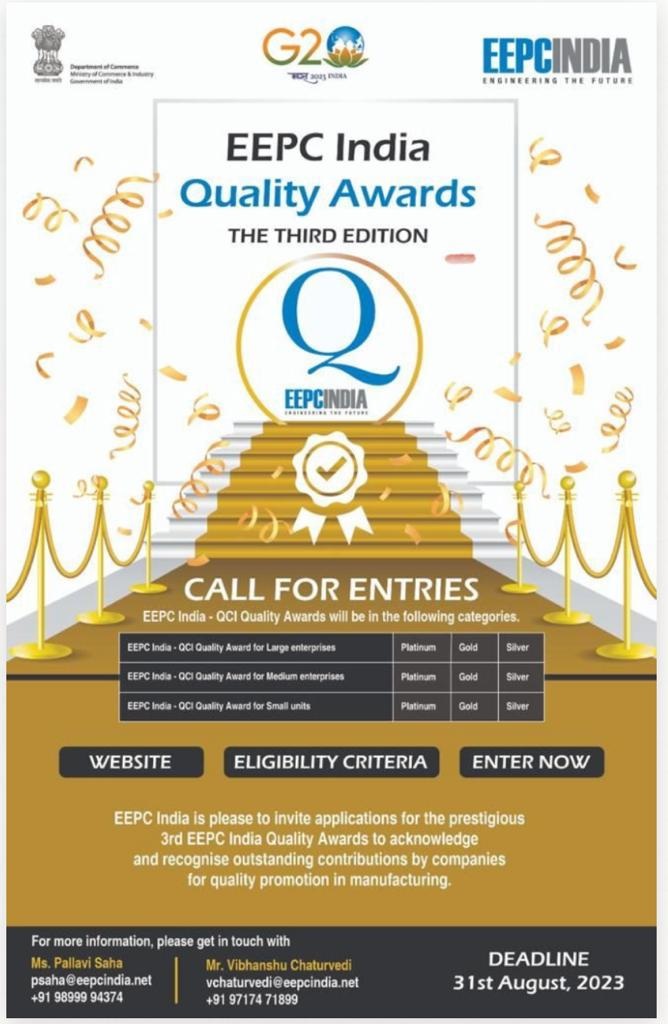 Department of Commerce
Ministry of Commerce & Industry
Government of India
G20
2023 INDIA
EEPCINDIA
ENGINEERING THE FUTURE
EEPC India
Quality Awards
THE THIRD EDITION
Q
EEPCINDIA
ENGINEERING THE FUTURE
CALL FOR ENTRIES
EEPC India - QCI Quality Awards will be in the following categories.
EEPC India - QCI Quality Award for Large enterprises Platinum Gold Silver
EEPC India - QCI Quality Award for Medium enterprises Platinum Gold Silver
EEPC India - QCI Quality Award for Small units Platinum Gold Silver
WEBSITE ELIGIBILITY CRITERIA ENTER NOW
EEPC India is please to invite applications for the prestigious
3rd EEPC India Quality Awards to acknowledge
and recognise outstanding contributions by companies
for quality promotion in manufacturing.
For more information, please get in touch with
Ms. Pallavi Saha
psaha@eepcindia.net
+91 98999 94374
Mr. Vibhanshu Chaturvedi
vchaturvedi@eepcindia.net
+91 97174 71899
DEADLINE
31st August, 2023